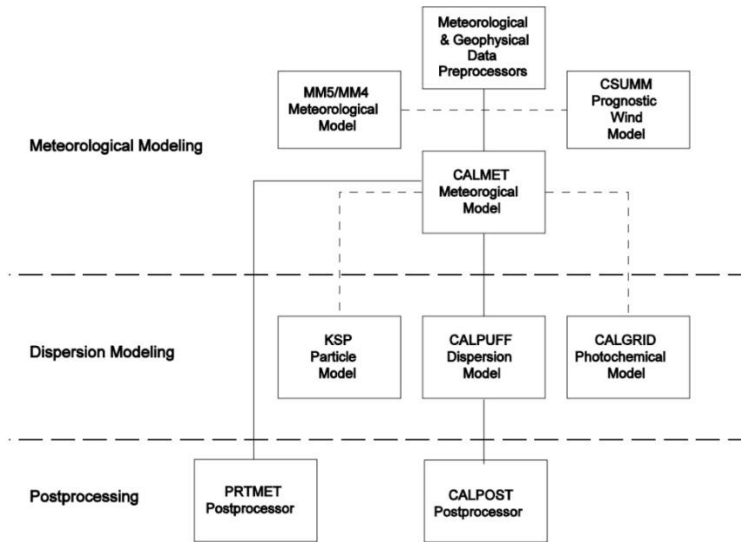 Meteorological
& Geophysical
Data
Preprocessors
MM5/MM4
Meteorological
Model
CSUMM
Prognostic
Wind
Model
Meteorological Modeling
CALMET
Meteorogical
Model
Dispersion Modeling
KSP
Particle
Model
CALPUFF
Dispersion
Model
CALGRID
Photochemical
Model
Postprocessing
PRTMET
Postprocessor
CALPOST
Postprocessor